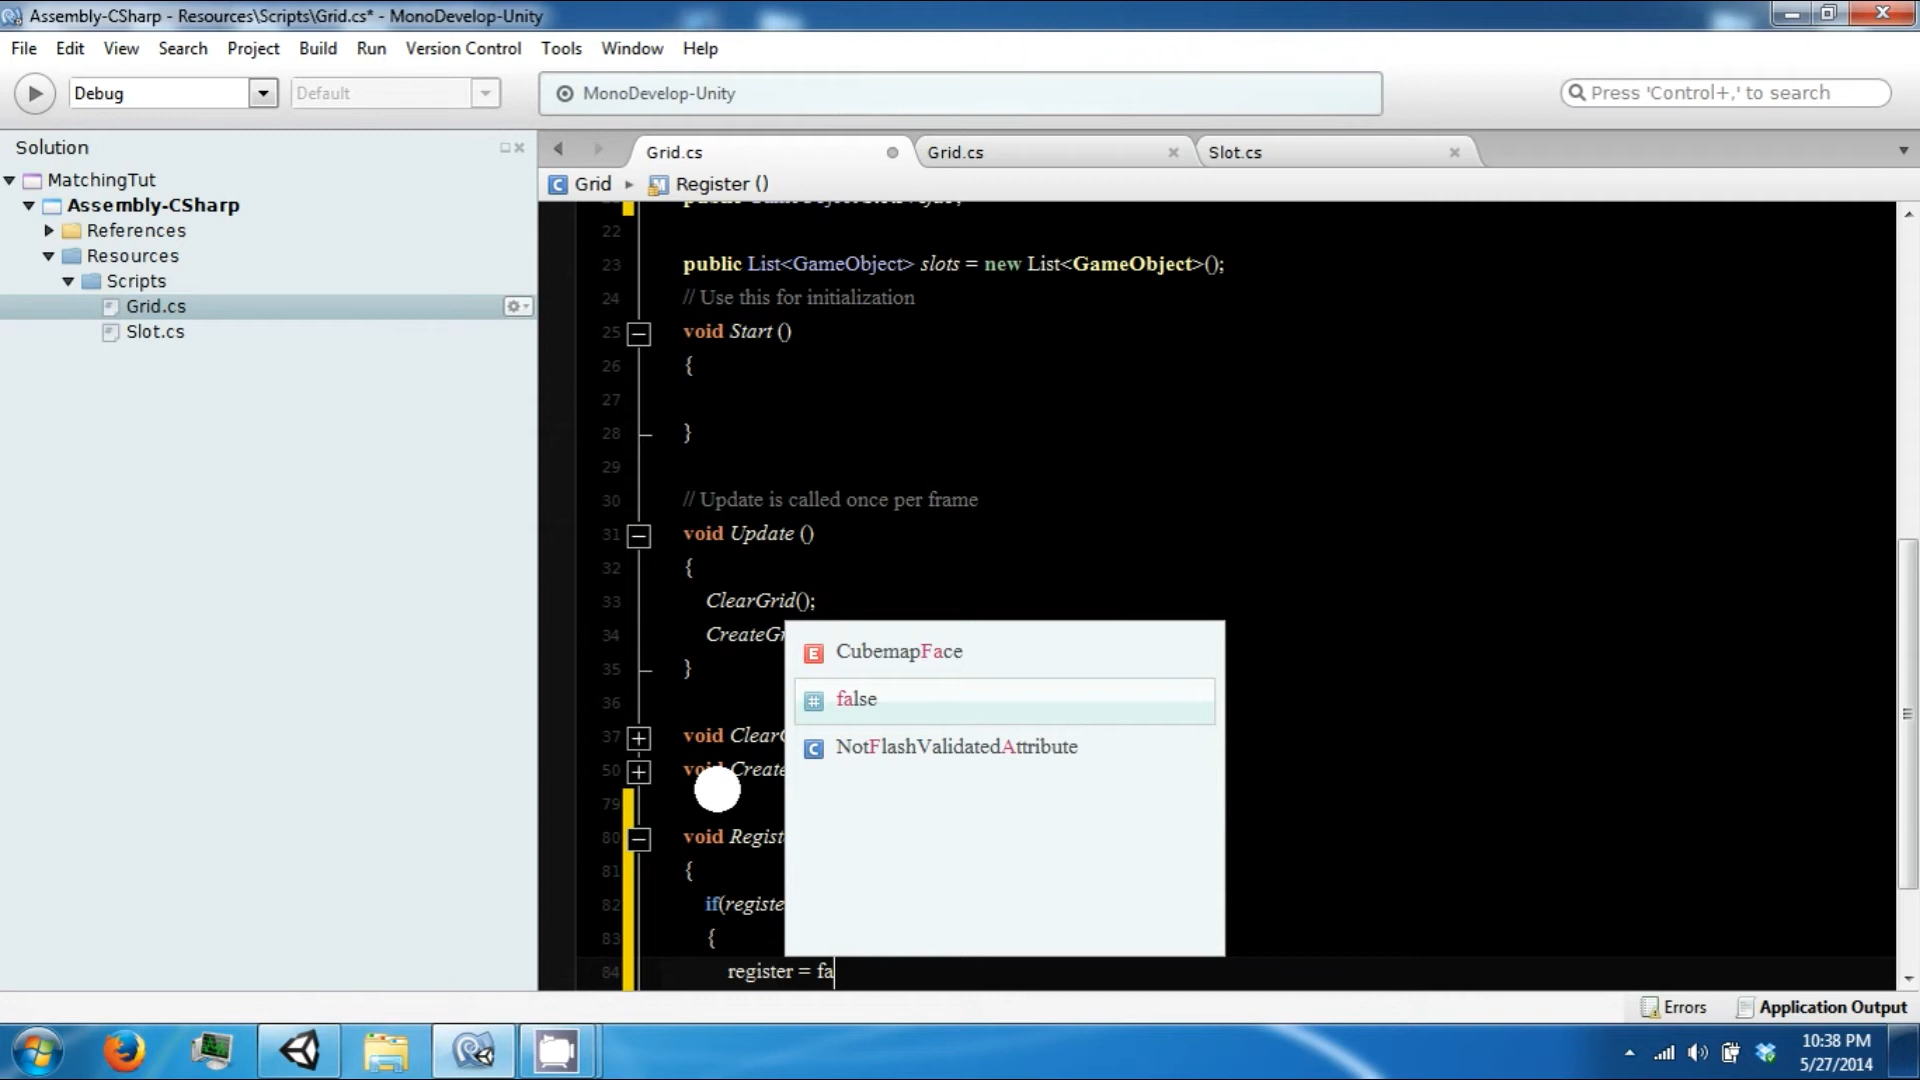 Assembly-CSharp - Resources\Scripts\Grid.cs* - MonoDevelop-Unity
File Edit View Search Project Build Run Version Control Tools Window Help
Debug Default MonoDevelop-Unity Press 'Control+,' to search
Solution Grid.cs Grid.cs Slot.cs
Grid Register ()
MatchingTut
Assembly-CSharp
References
Resources
Scripts
Grid.cs
Slot.cs
22
23 public List<GameObject> slots = new List<GameObject>();
24 // Use this for initialization
25 void Start ()
26 {
27
28 }
29
30 // Update is called once per frame
31 void Update ()
32 {
33 ClearGrid();
34 CreateGr
35 }
36
37 void ClearG
50 void Create
79
80 void Regist
81 {
82 if(registe
83 {
84 register = fa
CubemapFace
false
NotFlashValidatedAttribute
Errors Application Output
10:38 PM
5/27/2014